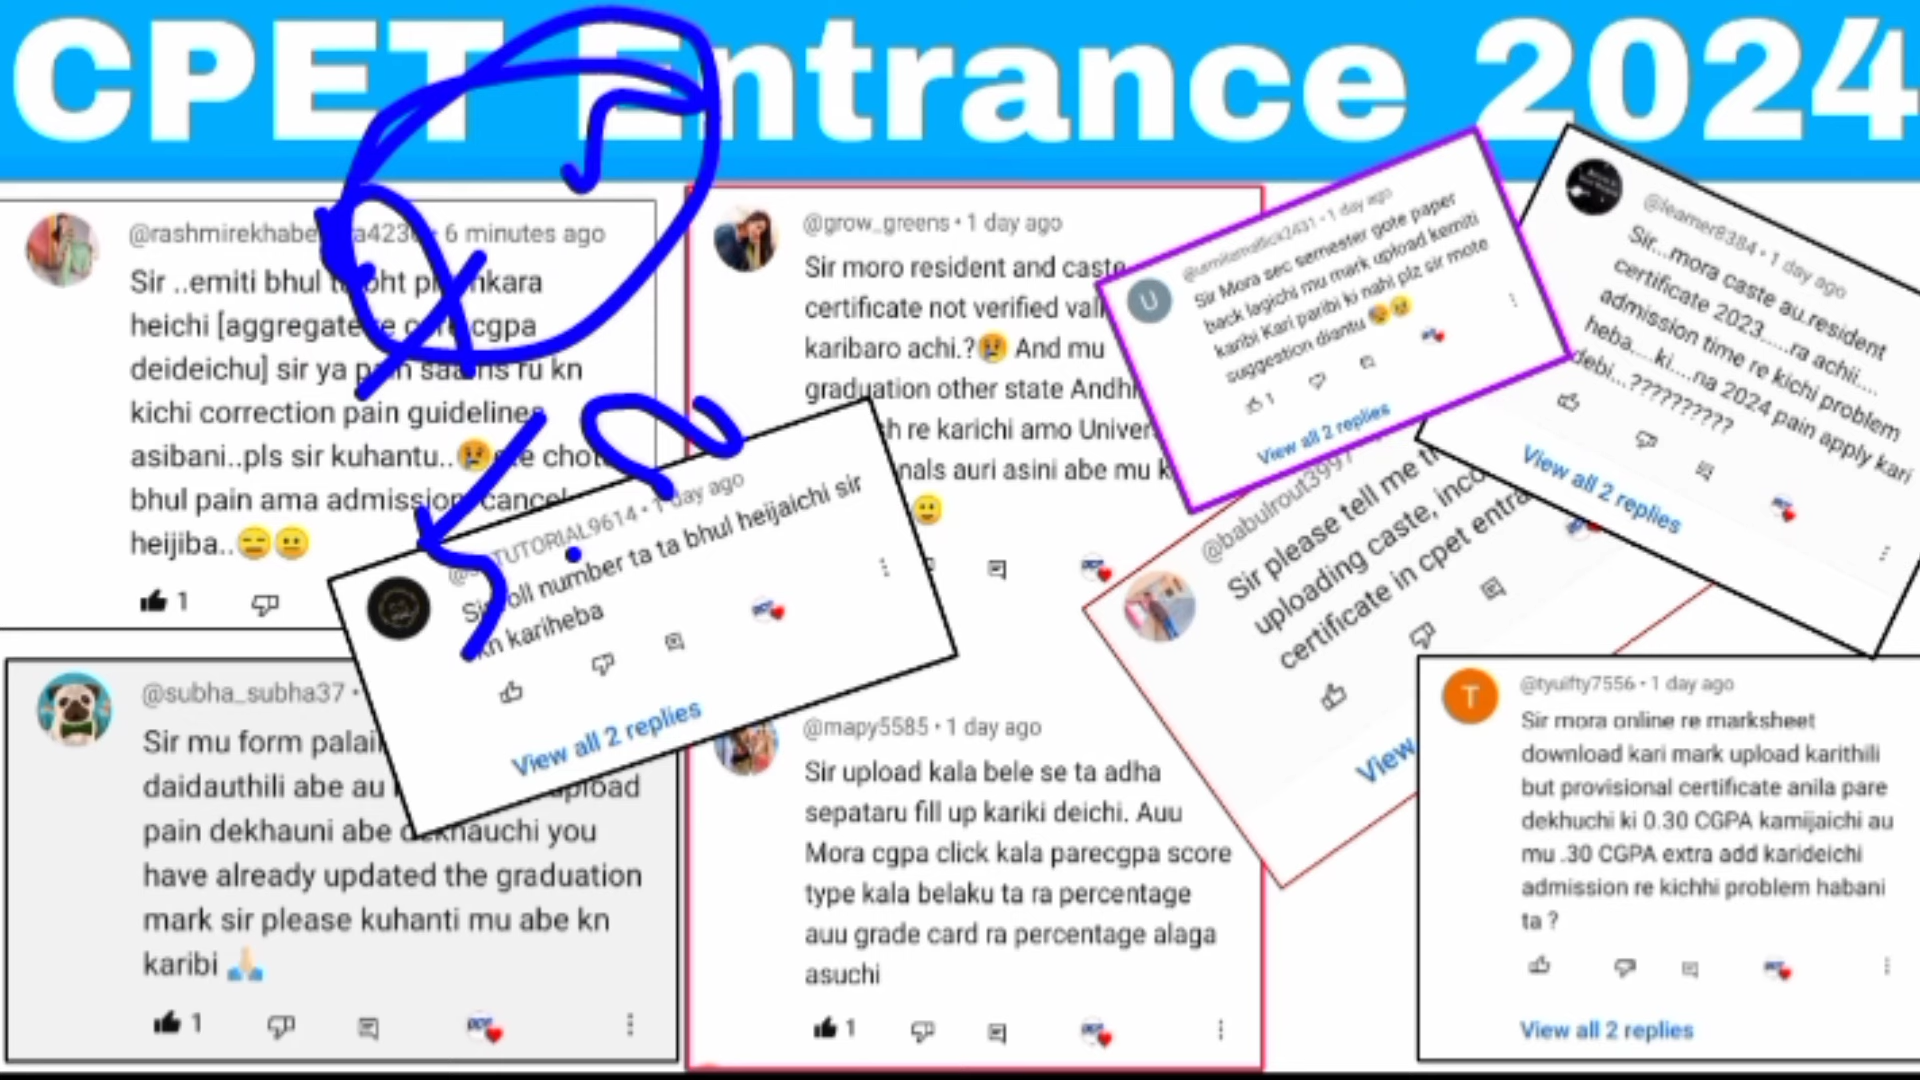 CPET Entrance 2024
6 minutes ago
Sir ..emiti bhul
heichi [aggregate cgpa
deideichu] sir ya kn
kichi correction pain guidelines
asibani..pls sir kuhantu..😢
bhul pain ama admission cancel
heijiba..😑😐
1
@grow_greens • 1 day ago
Sir moro resident and caste
certificate not verified
karibaro achi.?😢 And mu
graduation other state
re karichi amo
auri asini abe mu
🙂
1 day ago
Sir Mora sec semester gote paper
back lagichi mu mark upload kemiti
karibi Kari paribi ki nahi plz sir mote
suggestion diantu
1
View all 2 replies
@learner8384 • 1 day ago
Sir...mora caste au.resident
certificate 2023.....ra achii....
admission time re kichi problem
heba....ki....na 2024 pain apply kari
debi...?????????
View all 2 replies
1 day ago
number ta ta bhul heijaichi sir
kn kariheba
View all 2 replies
@babulrout3997
Sir please tell me
uploading caste,
certificate in cpet
View
@subha_subha37 •
Sir mu form
daidauthili abe au
pain dekhauni abe you
have already updated the graduation
mark sir please kuhanti mu abe kn
karibi 🙏🏻
1
@mapy5585 • 1 day ago
Sir upload kala bele se ta adha
sepataru fill up kariki deichi. Auu
Mora cgpa click kala parecgpa score
type kala belaku ta ra percentage
auu grade card ra percentage alaga
asuchi
1
T
@tyuifty7556 • 1 day ago
Sir mora online re marksheet
download kari mark upload karithili
but provisional certificate anila pare
dekhuchi ki 0.30 CGPA kamijaichi au
mu .30 CGPA extra add karideichi
admission re kichhi problem habani
ta ?
View all 2 replies